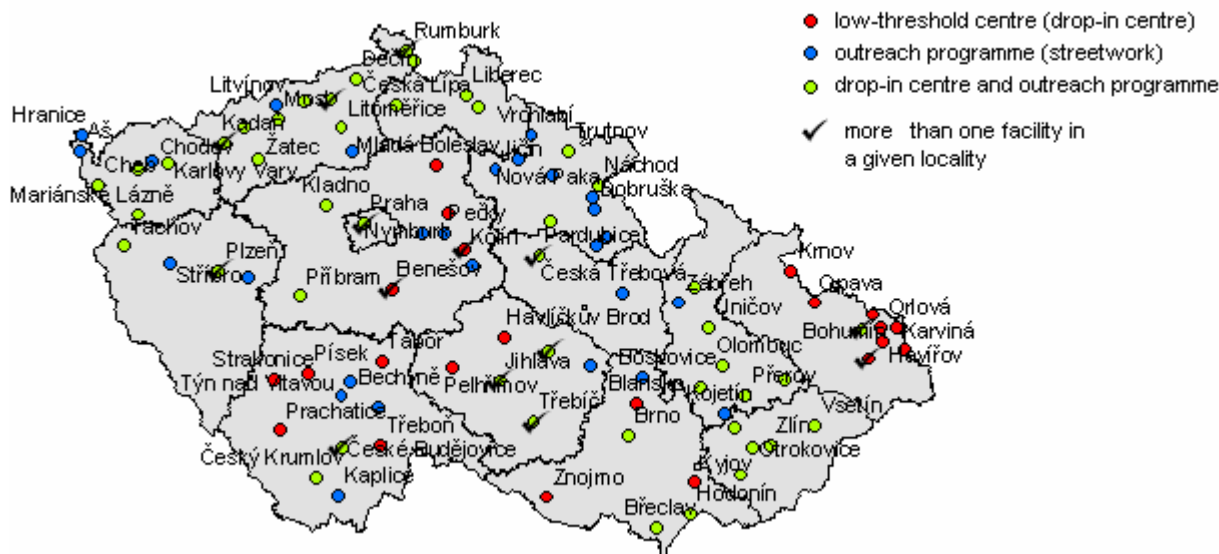 low-threshold centre (drop-in centre)
outreach programme (streetwork)
drop-in centre and outreach programme
more than one facility in
a given locality
Rumburk
Děčín
Česká Lípa
Liberec
Litvínov
Most
Litoměřice
Vrchlabí
Hranice
Aš
Kadaň
Trutnov
Chodov
Cheb
Karlovy Vary
Žatec
Mladá Boleslav
Jičín
Náchod
Nová Paka
Dobruška
Mariánské Lázně
Kladno
Praha
Pečky
Nymburk
Kolín
Pardubice
Tachov
Plzeň
Stříbro
Příbram
Benešov
Česká Třebová
Zábřeh
Krnov
Opava
Uničov
Orlová
Bohumín
Karviná
Havířov
Havlíčkův Brod
Tábor
Písek
Strakonice
Jihlava
Boskovice
Olomouc
Týn nad Vltavou
Bechyně
Pelhřimov
Blansko
Přerov
Kojetín
Prachatice
Třebíč
Brno
Vsetín
Třeboň
Zlín
České Budějovice
Otrokovice
Český Krumlov
Kyjov
Kaplice
Znojmo
Hodonín
Břeclav